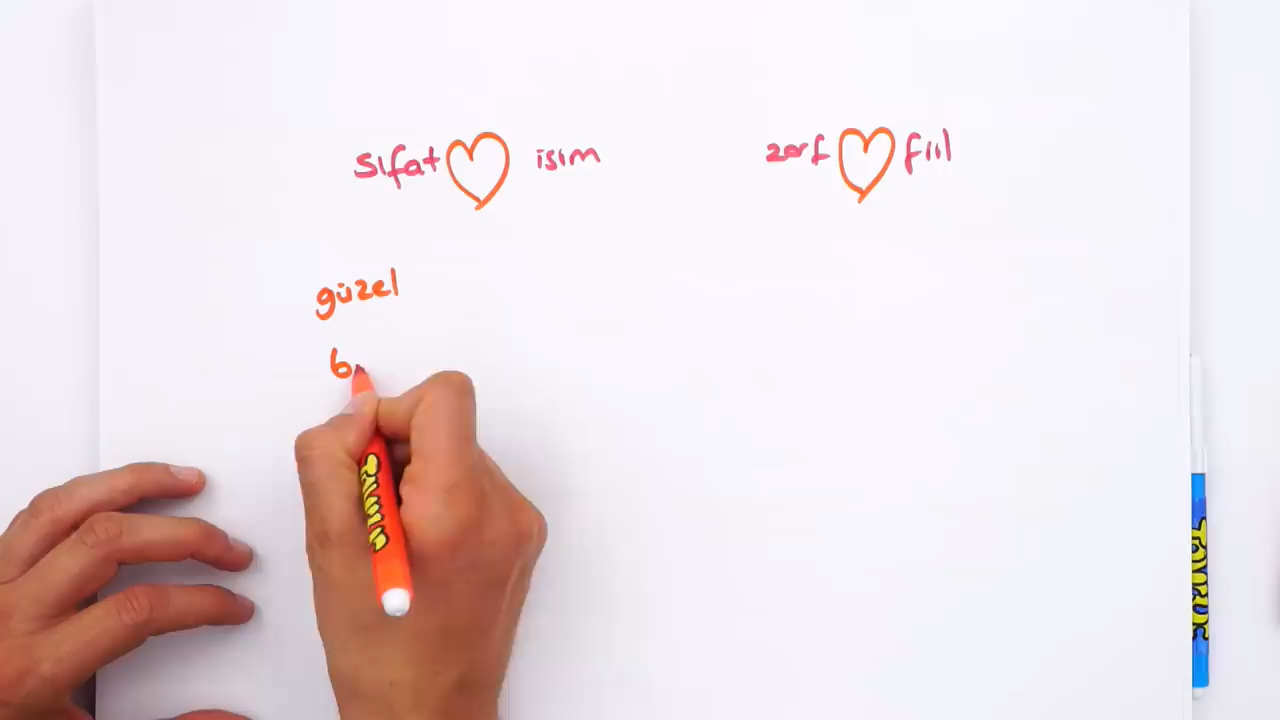 sıfat isim
zarf fiil
güzel
b